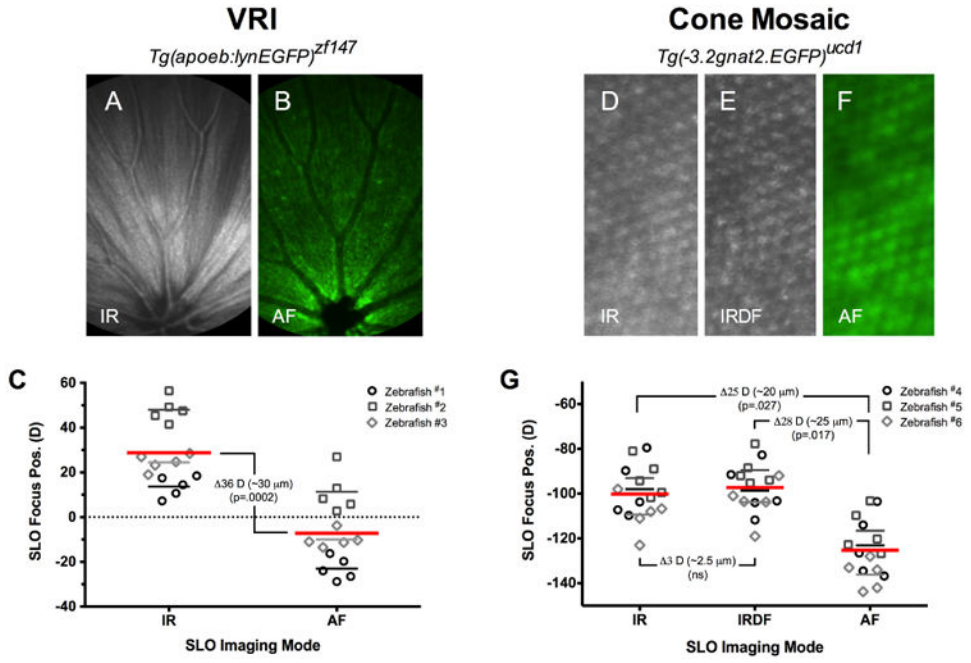 VRI
Tg(apoeb:lynEGFP)zf147
A
B
IR
AF
Cone Mosaic
Tg(-3.2gnat2.EGFP)ucd1
D
E
F
IR
IRDF
AF
C
SLO Focus Pos. (D)
60
40
20
0
-20
-40
Zebrafish #1
Zebrafish #2
Zebrafish #3
Δ36 D (~30 μm)
(p=.0002)
IR
AF
SLO Imaging Mode
G
SLO Focus Pos. (D)
-60
-80
-100
-120
-140
Δ25 D (~20 μm)
(p=.027)
Δ28 D (~25 μm)
(p=.017)
Zebrafish #4
Zebrafish #5
Zebrafish #6
Δ3 D (~2.5 μm)
(ns)
IR
IRDF
AF
SLO Imaging Mode